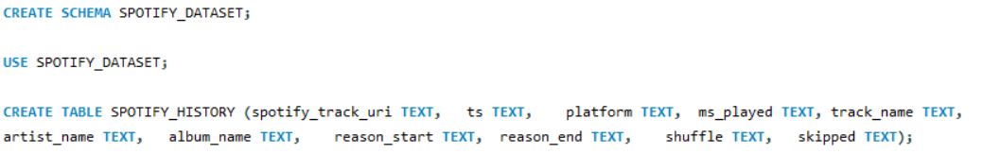 CREATE SCHEMA SPOTIFY_DATASET;
USE SPOTIFY_DATASET;
CREATE TABLE SPOTIFY_HISTORY (spotify_track_uri TEXT, ts TEXT, platform TEXT, ms_played TEXT, track_name TEXT,
artist_name TEXT, album_name TEXT, reason_start TEXT, reason_end TEXT, shuffle TEXT, skipped TEXT);